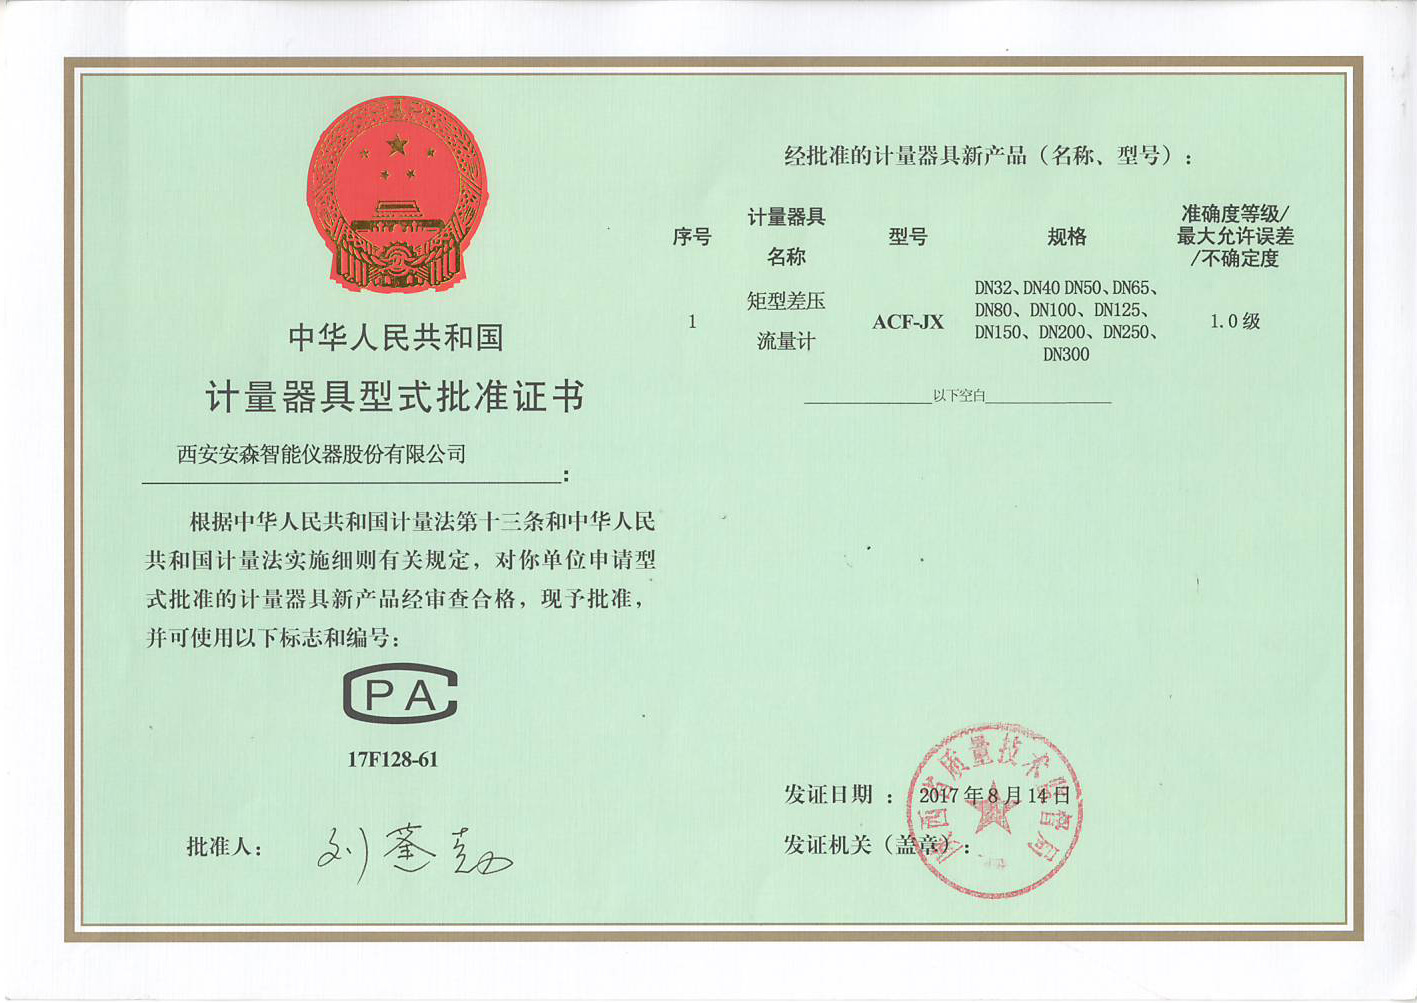 中华人民共和国
计量器具型式批准证书
西安安森智能仪器股份有限公司
:
根据中华人民共和国计量法第十三条和中华人民
共和国计量法实施细则有关规定，对你单位申请型
式批准的计量器具新产品经审查合格，现予批准，
并可使用以下标志和编号：
CPA
17F128-61
批准人：
经批准的计量器具新产品（名称、型号）：
序号
计量器具
名称
型号
规格
准确度等级/
最大允许误差
/不确定度
1
矩型差压
流量计
ACF-JX
DN32、DN40 DN50、DN65、
DN80、DN100、DN125、
DN150、DN200、DN250、
DN300
1.0级
以下空白
发证日期 ： 2017年8月14日
发证机关（盖章）：
陕西省质量技术监督局